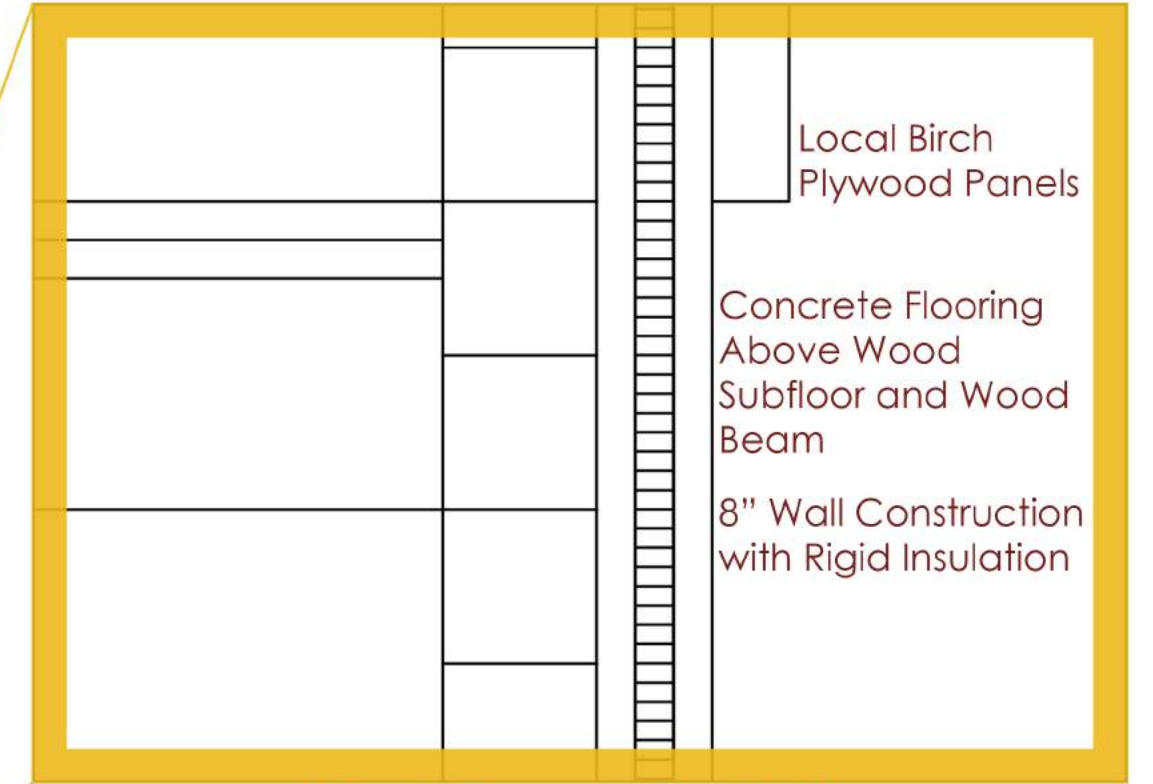 Local Birch
Plywood Panels
Concrete Flooring
Above Wood
Subfloor and Wood
Beam
8” Wall Construction
with Rigid Insulation